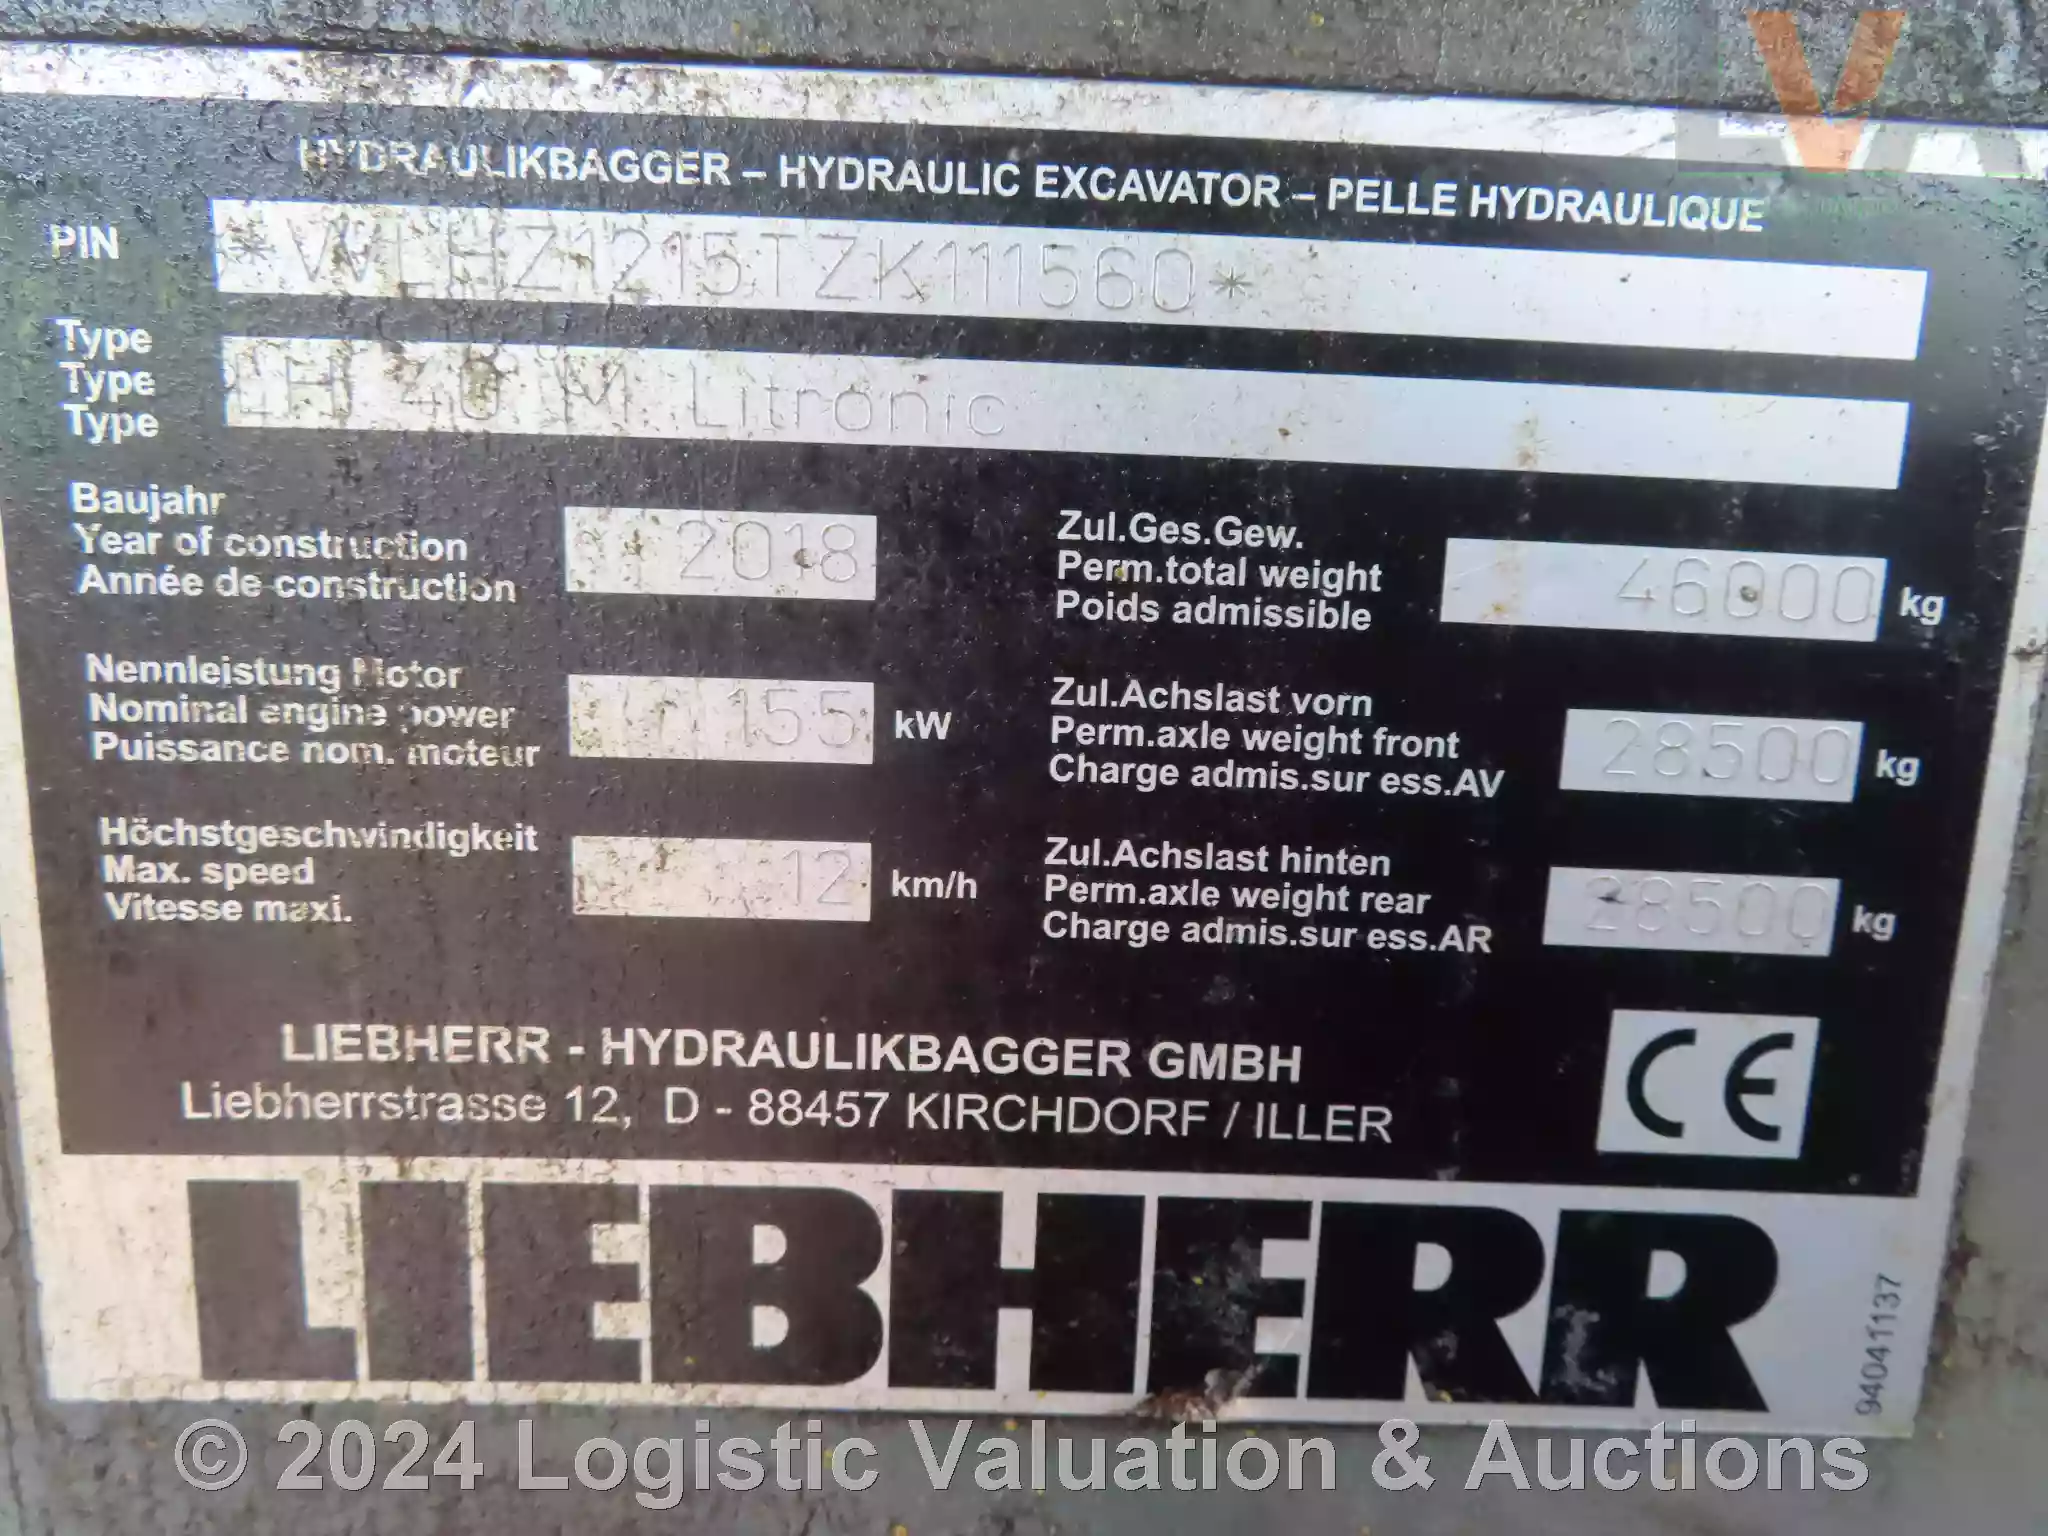 EVA
HYDRAULIKBAGGER – HYDRAULIC EXCAVATOR – PELLE HYDRAULIQUE
PIN *WLHZ1215TZK111560*
Type
Type LH 40 M Litronic
Type
Baujahr
Year of construction 2018
Année de construction
Zul.Ges.Gew.
Perm.total weight 46000 kg
Poids admissible
Nennleistung Motor
Nominal engine power 155 kW
Puissance nom. moteur
Zul.Achslast vorn
Perm.axle weight front 28500 kg
Charge admis.sur ess.AV
Höchstgeschwindigkeit
Max. speed 12 km/h
Vitesse maxi.
Zul.Achslast hinten
Perm.axle weight rear 28500 kg
Charge admis.sur ess.AR
LIEBHERR - HYDRAULIKBAGGER GMBH
Liebherrstrasse 12, D - 88457 KIRCHDORF / ILLER
CE
LIEBHERR
94041137
© 2024 Logistic Valuation & Auctions